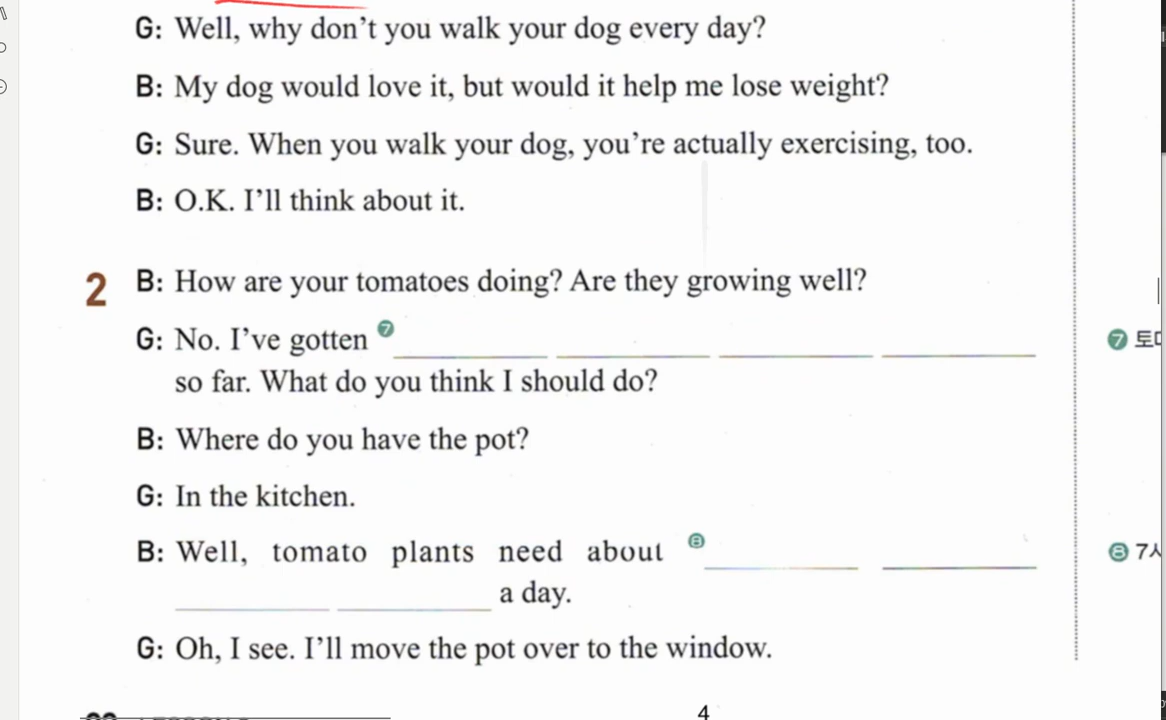 G: Well, why don't you walk your dog every day?
B: My dog would love it, but would it help me lose weight?
G: Sure. When you walk your dog, you're actually exercising, too.
B: O.K. I'll think about it.
2 B: How are your tomatoes doing? Are they growing well?
G: No. I've gotten 7
7
so far. What do you think I should do?
B: Where do you have the pot?
G: In the kitchen.
B: Well, tomato plants need about 8
8 7
a day.
G: Oh, I see. I'll move the pot over to the window.
4